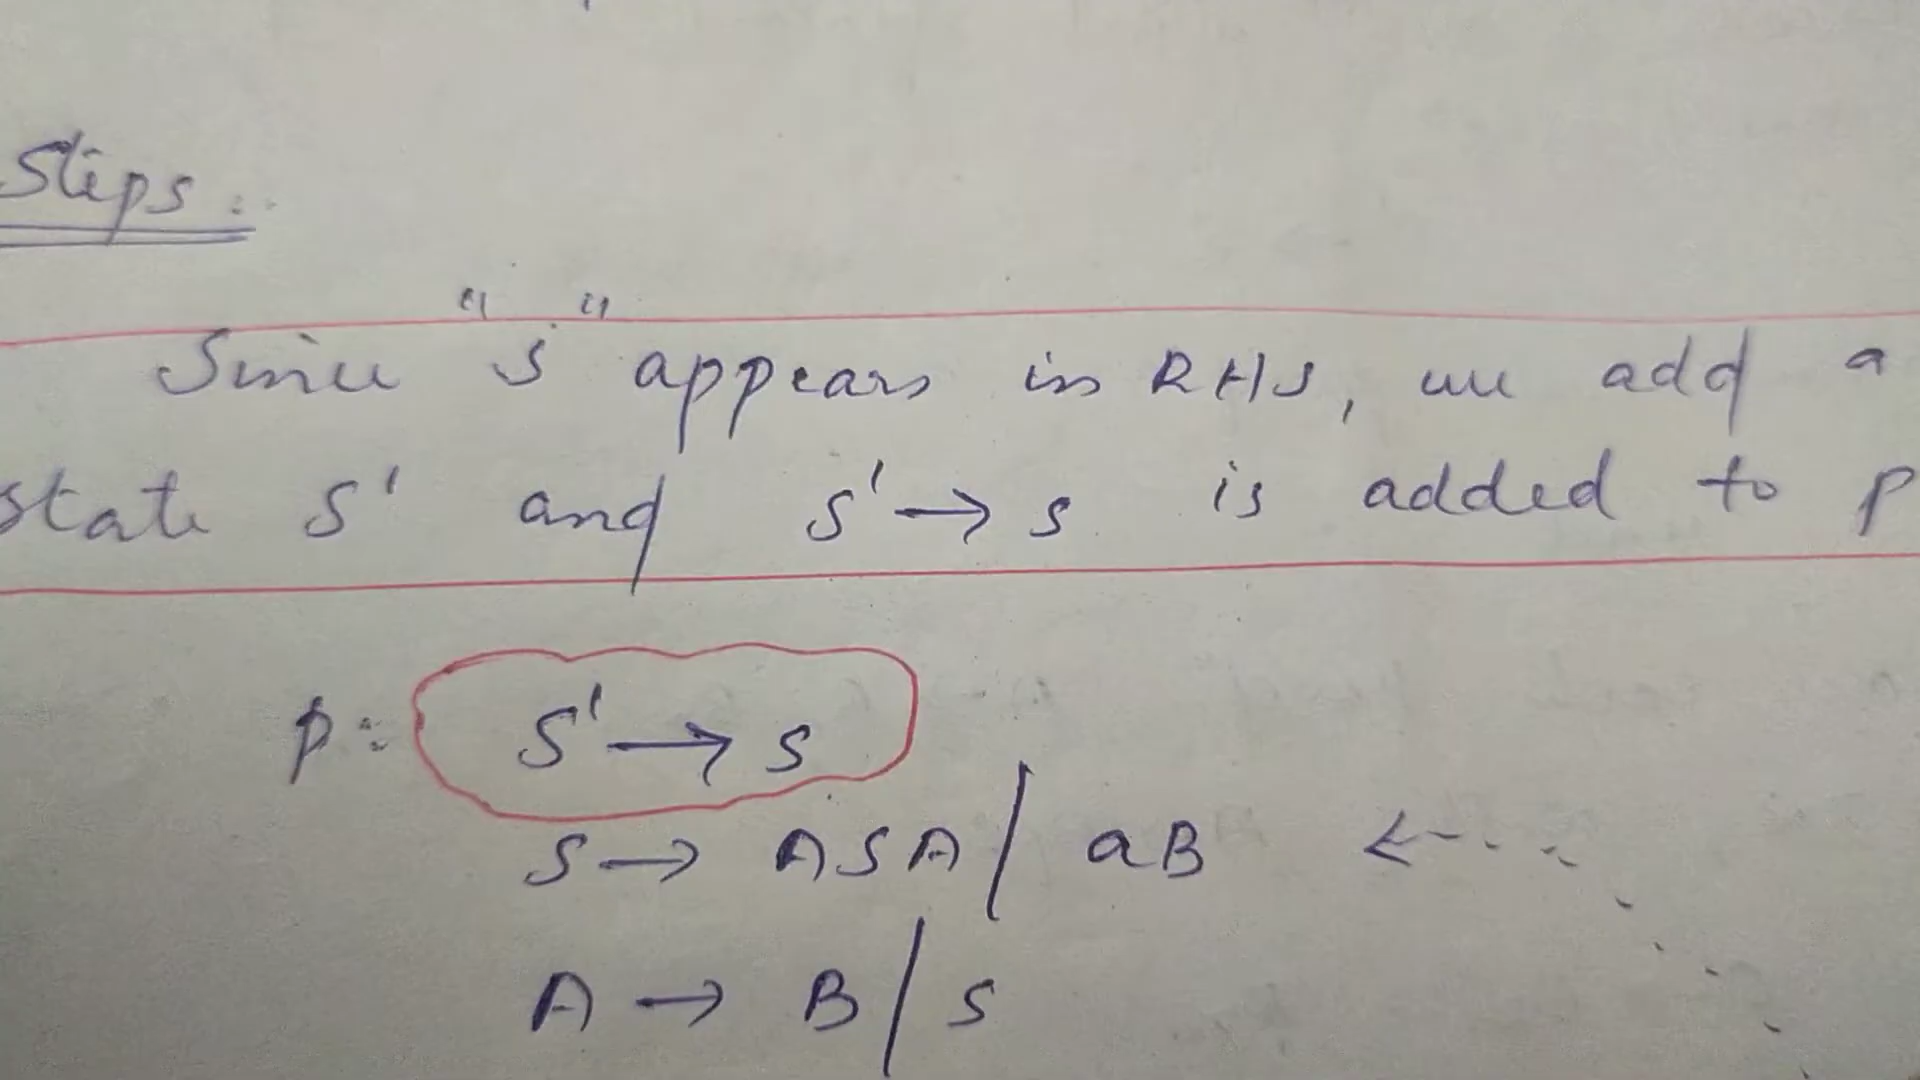 Steps:
Since "S" appears in RHS, we add a
state S' and S' → S is added to P
P: S' → S
S → ASA / aB
A → B / S